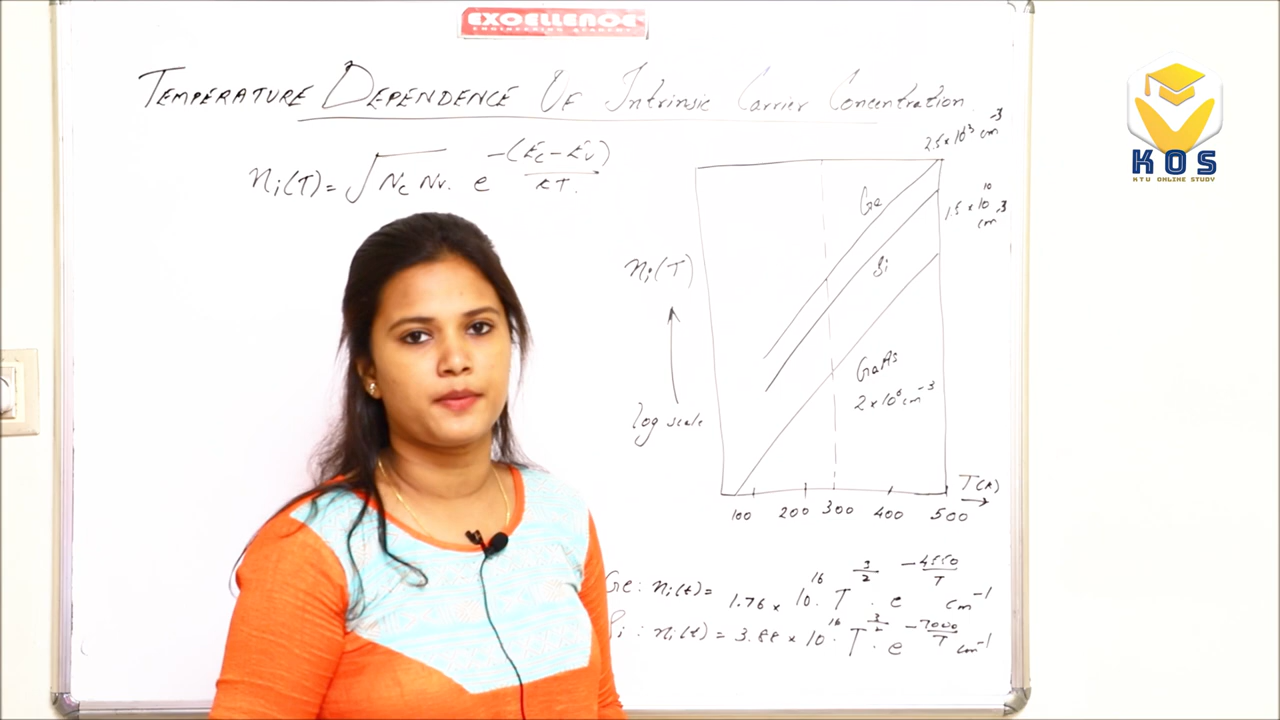 EXCELLENCE
ENGINEERING ACADEMY
TEMPERATURE DEPENDENCE OF Intrinsic Carrier Concentration
KOS
KTU ONLINE STUDY
ni(T) = √Nc Nv. e -(Ec-Ev)/KT.
2.5 × 10^3 cm^-3
1.5 × 10^10 cm^-3
Ge
Si
ni(T)
GaAs
2 × 10^6 cm^-3
log scale
T(K)
100 200 300 400 500
Ge: ni(t) = 1.76 × 10^16. T^3/2 . e^-4550/T cm^-1
Si: ni(t) = 3.88 × 10^16. T^3/2 . e^-7000/T cm^-1